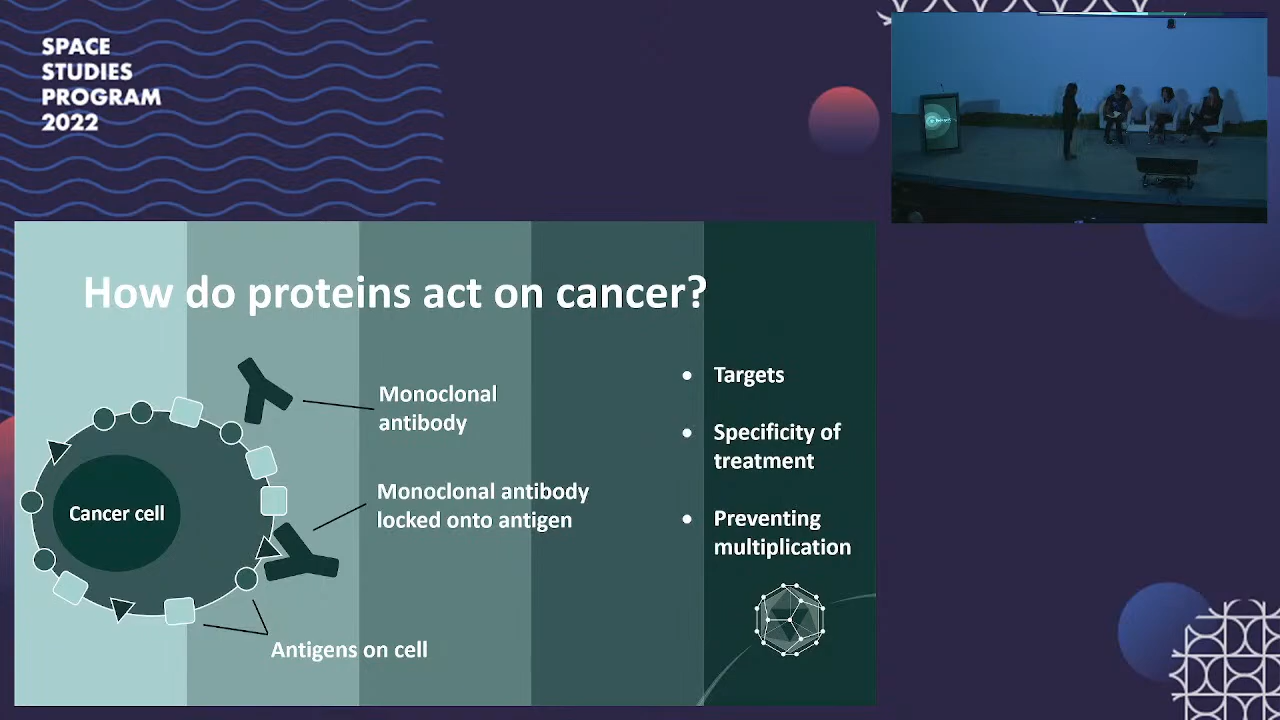 SPACE
STUDIES
PROGRAM
2022
How do proteins act on cancer?
Monoclonal
antibody
Monoclonal antibody
locked onto antigen
Cancer cell
Antigens on cell
• Targets
• Specificity of
treatment
• Preventing
multiplication